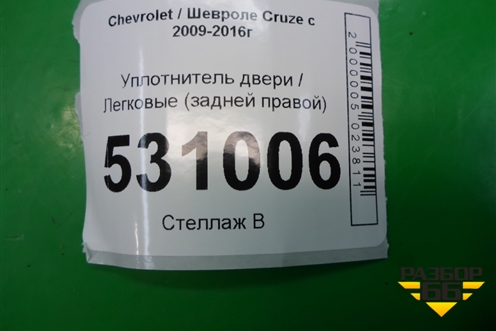 Chevrolet / Шевроле Cruze с
2009-2016г
Уплотнитель двери /
Легковые (задней правой)
531006
Стеллаж В
2000005023811
РАЗБОР
66